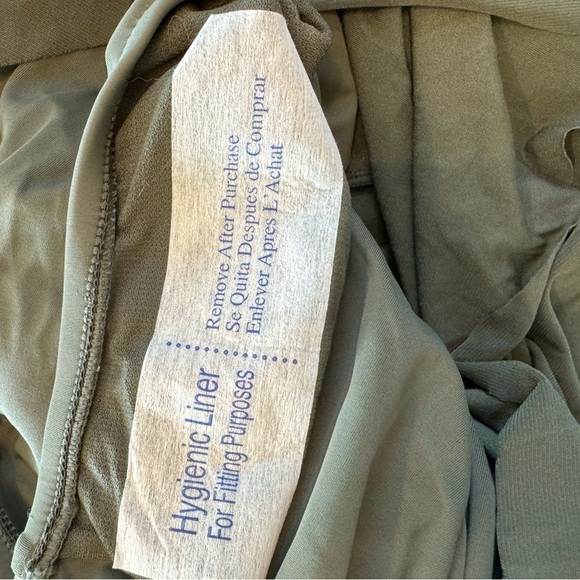 Hygienic Liner
For Fitting Purposes
Remove After Purchase
Se Quita Despues de Comprar
Enlever Apres L'Achat